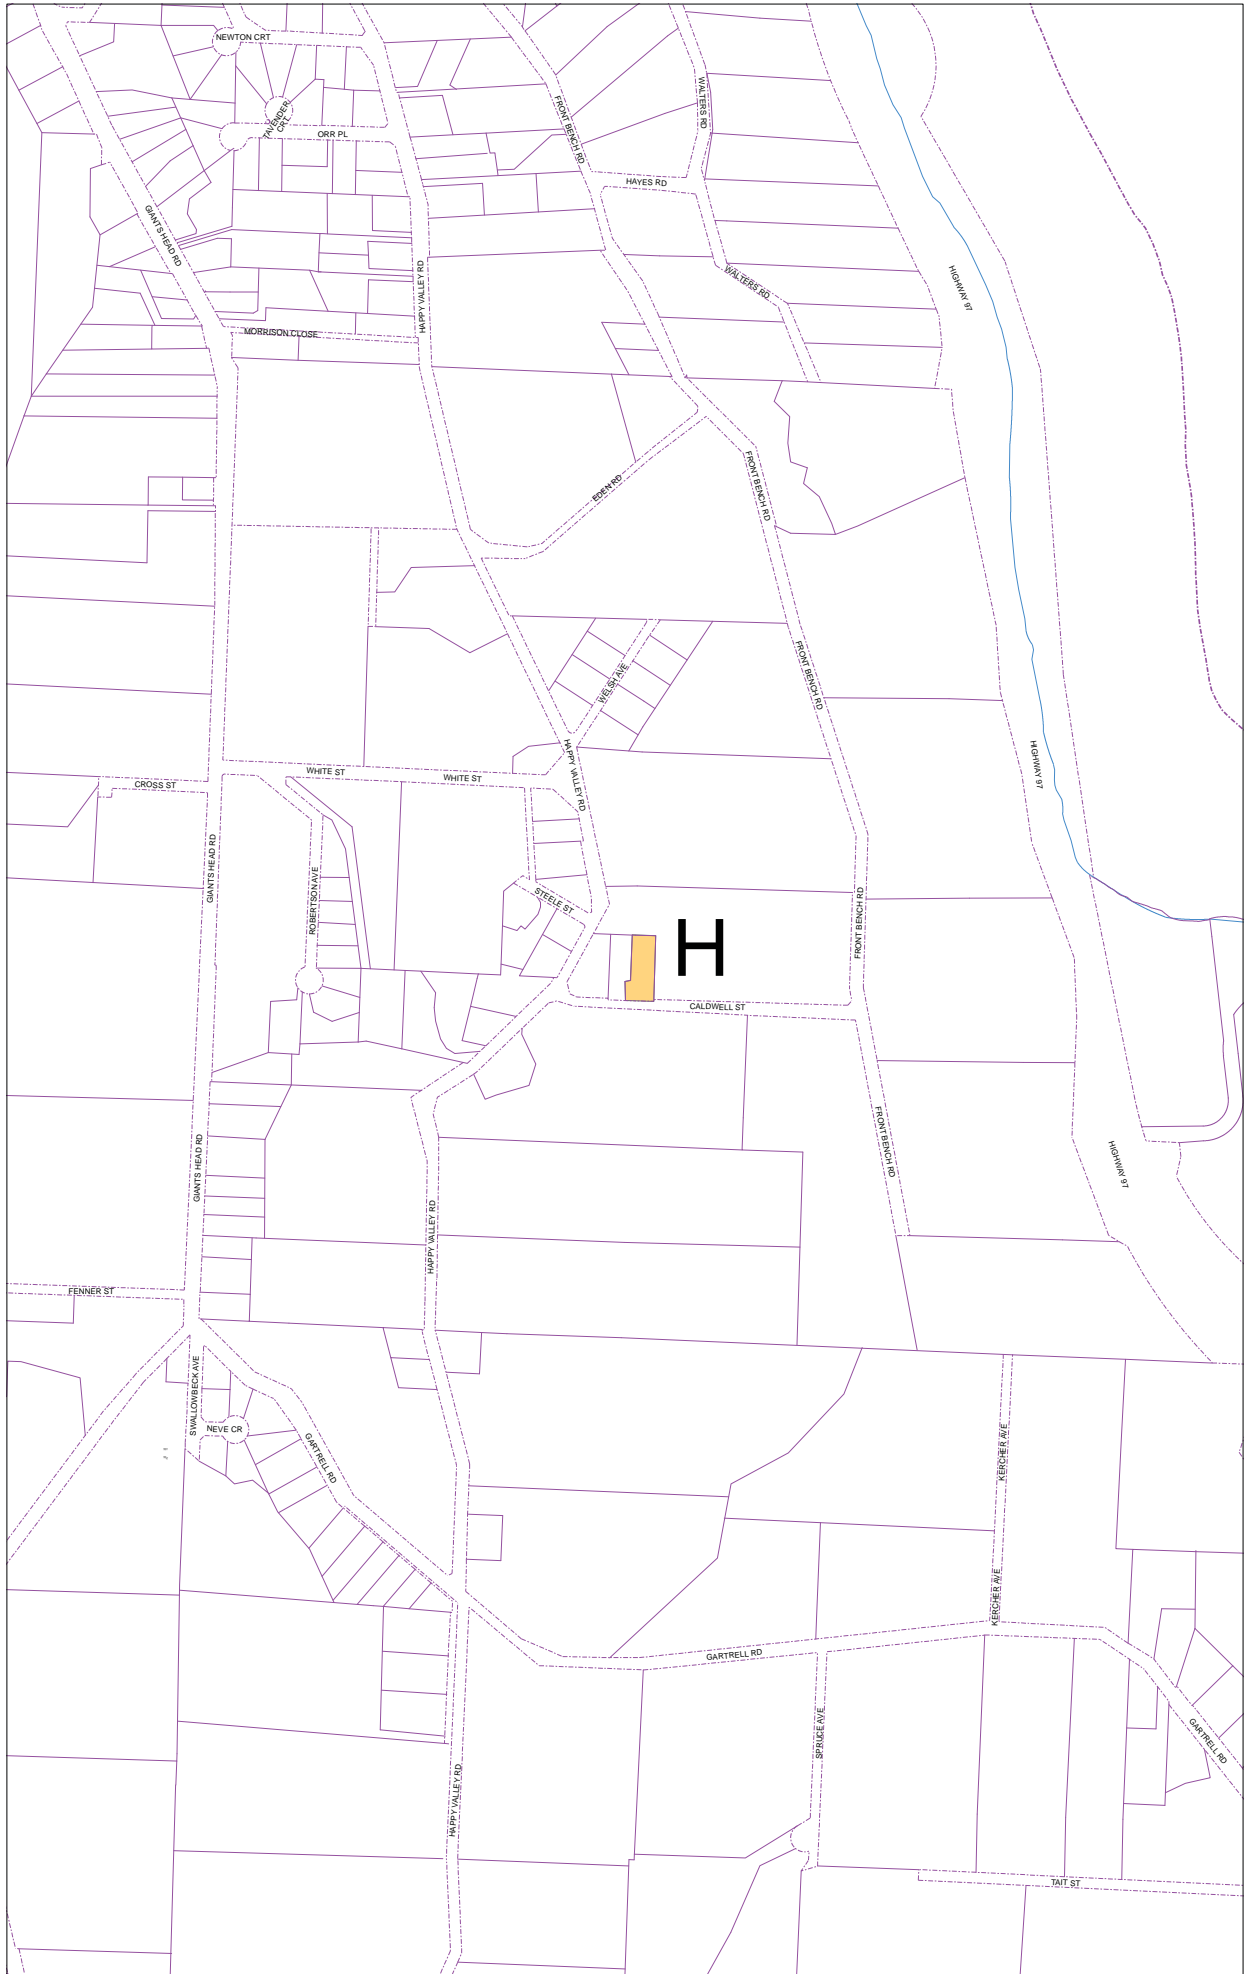 NEWTON CRT
TAVENDER
CRT
ORR PL
FRONT BENCH RD
WALTERS RD
HAYES RD
GIANTS HEAD RD
HAPPY VALLEY RD
WALTERS RD
HIGHWAY 97
MORRISON CLOSE
EDEN RD
FRONT BENCH RD
WELSH AVE
FRONT BENCH RD
HIGHWAY 97
HAPPY VALLEY RD
WHITE ST
WHITE ST
CROSS ST
GIANTS HEAD RD
ROBERTSON AVE
STEELE ST
H
FRONT BENCH RD
CALDWELL ST
GIANTS HEAD RD
FRONT BENCH RD
HIGHWAY 97
HAPPY VALLEY RD
FENNER ST
SWALLOWBECK AVE
NEVE CR
GARTRELL RD
KERCHER AVE
KERCHER AVE
GARTRELL RD
SPRUCE AVE
GARTRELL RD
HAPPY VALLEY RD
TAIT ST